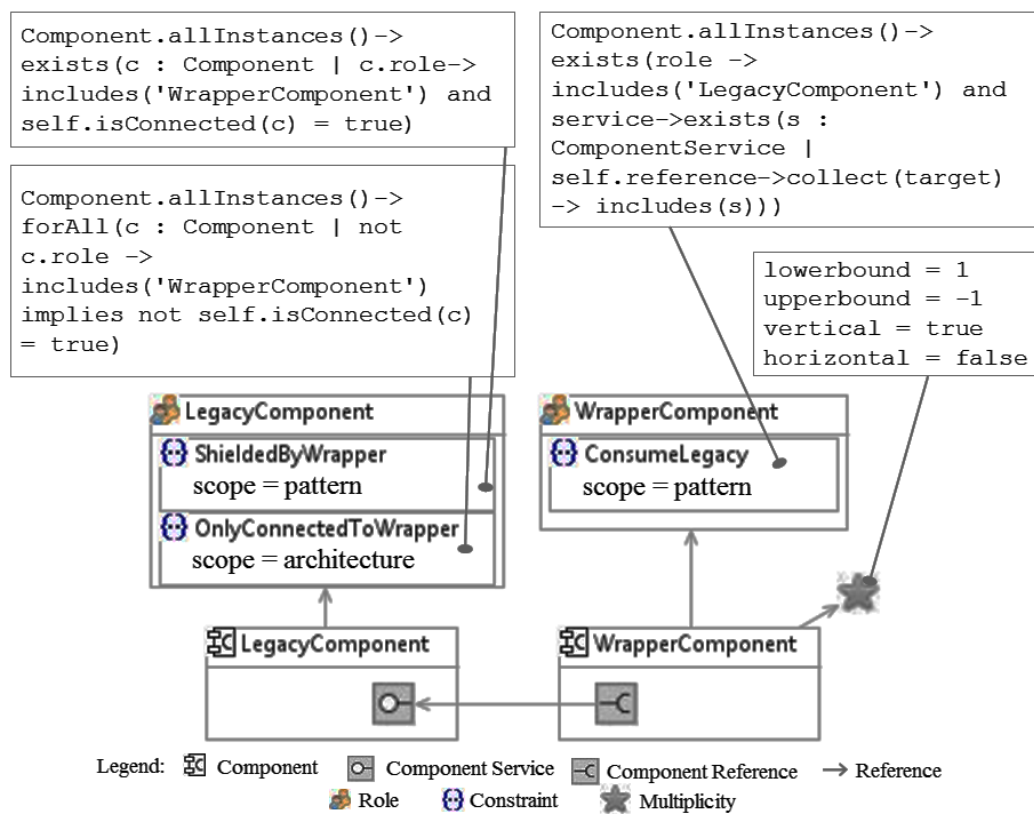 Component.allInstances()->
exists(c : Component | c.role->
includes('WrapperComponent') and
self.isConnected(c) = true)
Component.allInstances()->
exists(role ->
includes('LegacyComponent') and
service->exists(s :
ComponentService |
self.reference->collect(target)
-> includes(s)))
Component.allInstances()->
forAll(c : Component | not
c.role ->
includes('WrapperComponent')
implies not self.isConnected(c)
= true)
lowerbound = 1
upperbound = -1
vertical = true
horizontal = false
LegacyComponent
ShieldedByWrapper
scope = pattern
OnlyConnectedToWrapper
scope = architecture
WrapperComponent
ConsumeLegacy
scope = pattern
LegacyComponent
WrapperComponent
Legend: Component Component Service Component Reference Reference
Role Constraint Multiplicity